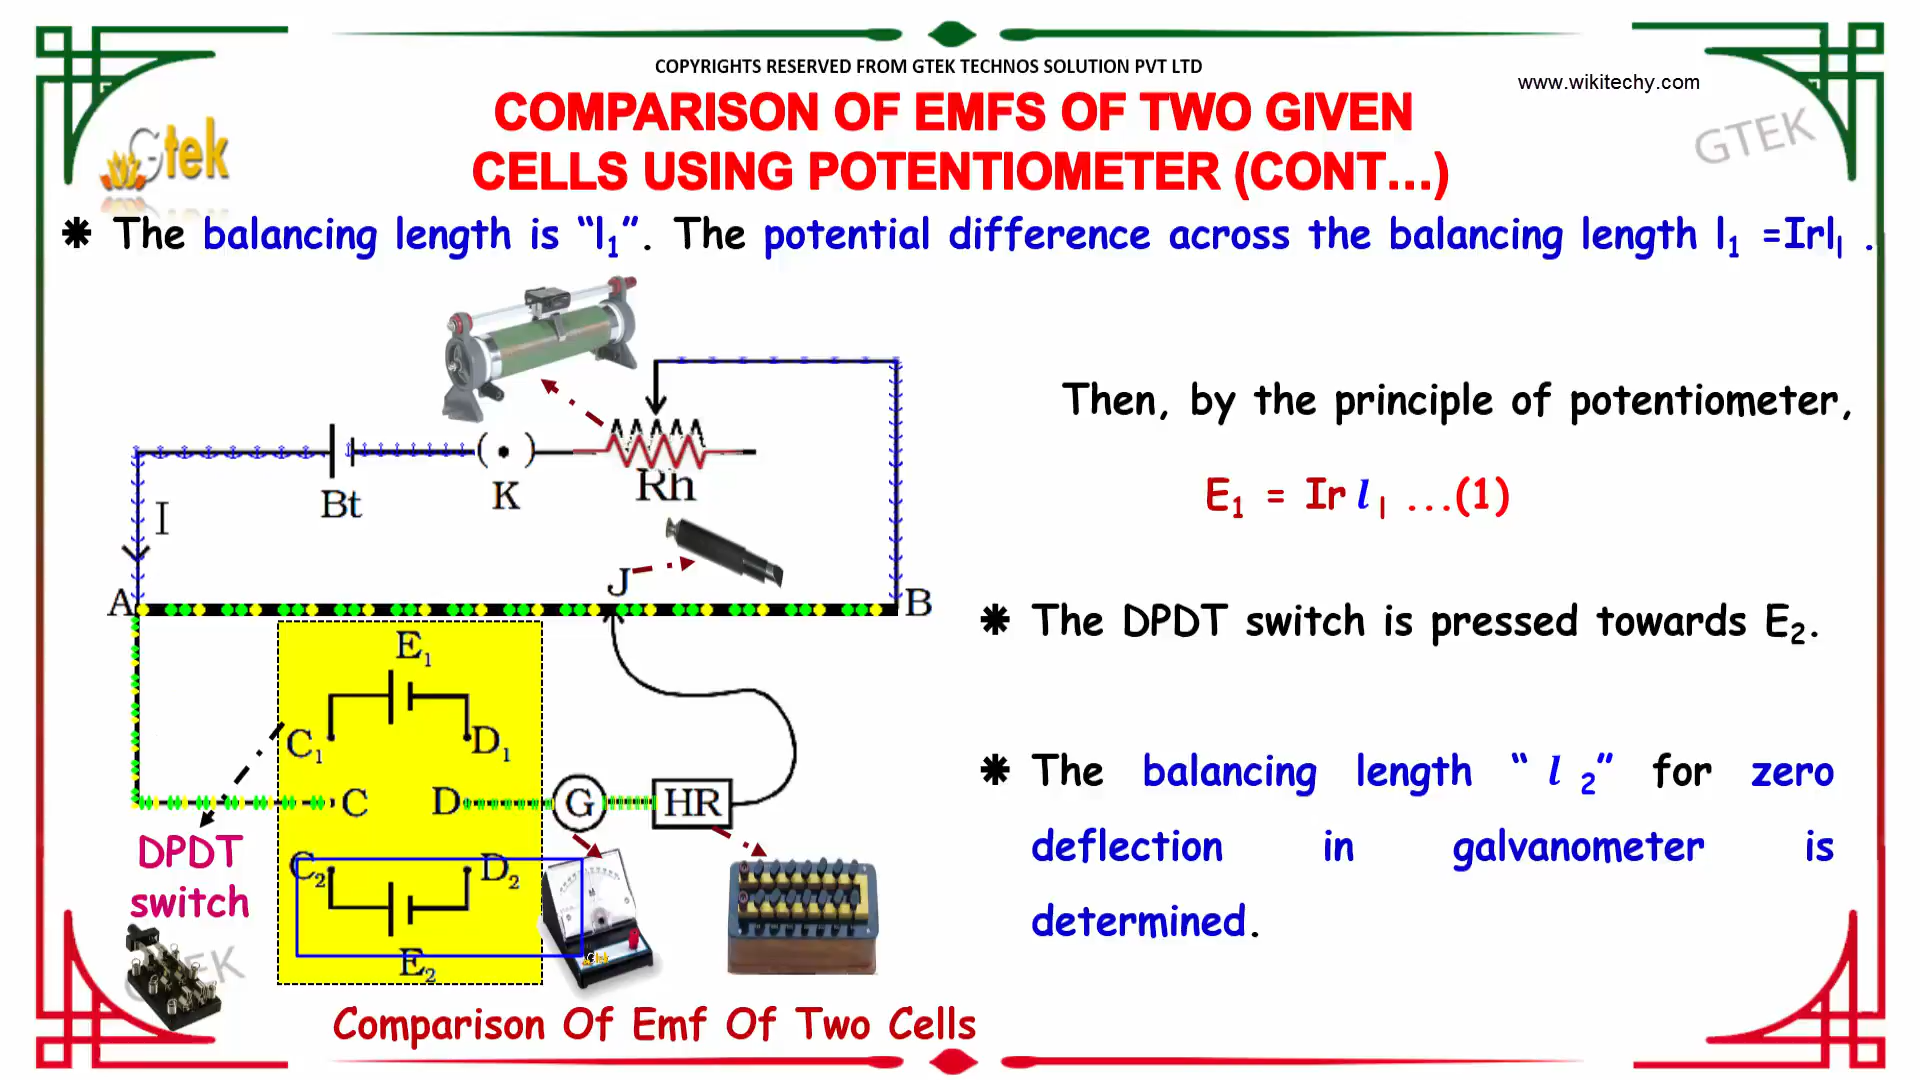 COPYRIGHTS RESERVED FROM GTEK TECHNOS SOLUTION PVT LTD
www.wikitechy.com
COMPARISON OF EMFS OF TWO GIVEN
CELLS USING POTENTIOMETER (CONT...)
Gtek
GTEK
The balancing length is “l₁”. The potential difference across the balancing length l₁ =Irl₁ .
Then, by the principle of potentiometer,
E₁ = Ir l₁ ...(1)
The DPDT switch is pressed towards E₂.
The balancing length “ l ₂” for zero
deflection in galvanometer is
determined.
Bt
( • )
K
Rh
I
J
A
B
E₁
C₁
D₁
C
D
G
HR
C₂
D₂
E₂
DPDT
switch
GTEK
Gtek
Comparison Of Emf Of Two Cells